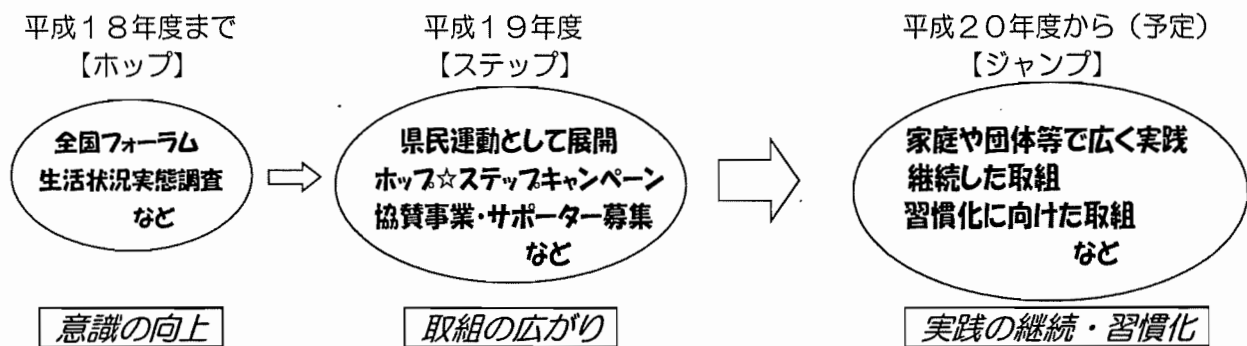 平成１８年度まで
【ホップ】
全国フォーラム
生活状況実態調査
など
意識の向上
平成１９年度
【ステップ】
県民運動として展開
ホップ☆ステップキャンペーン
協賛事業・サポーター募集
など
取組の広がり
平成２０年度から（予定）
【ジャンプ】
家庭や団体等で広く実践
継続した取組
習慣化に向けた取組
など
実践の継続・習慣化